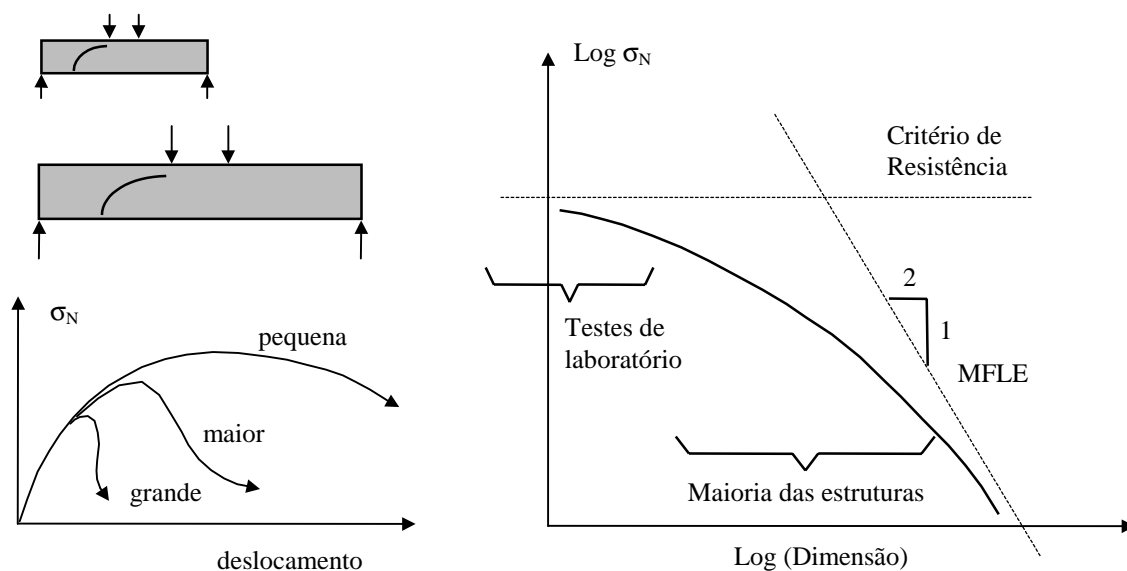 σN
pequena
maior
grande
deslocamento
Log σN
Critério de
Resistência
2
1
MFLE
Testes de
laboratório
Maioria das estruturas
Log (Dimensão)